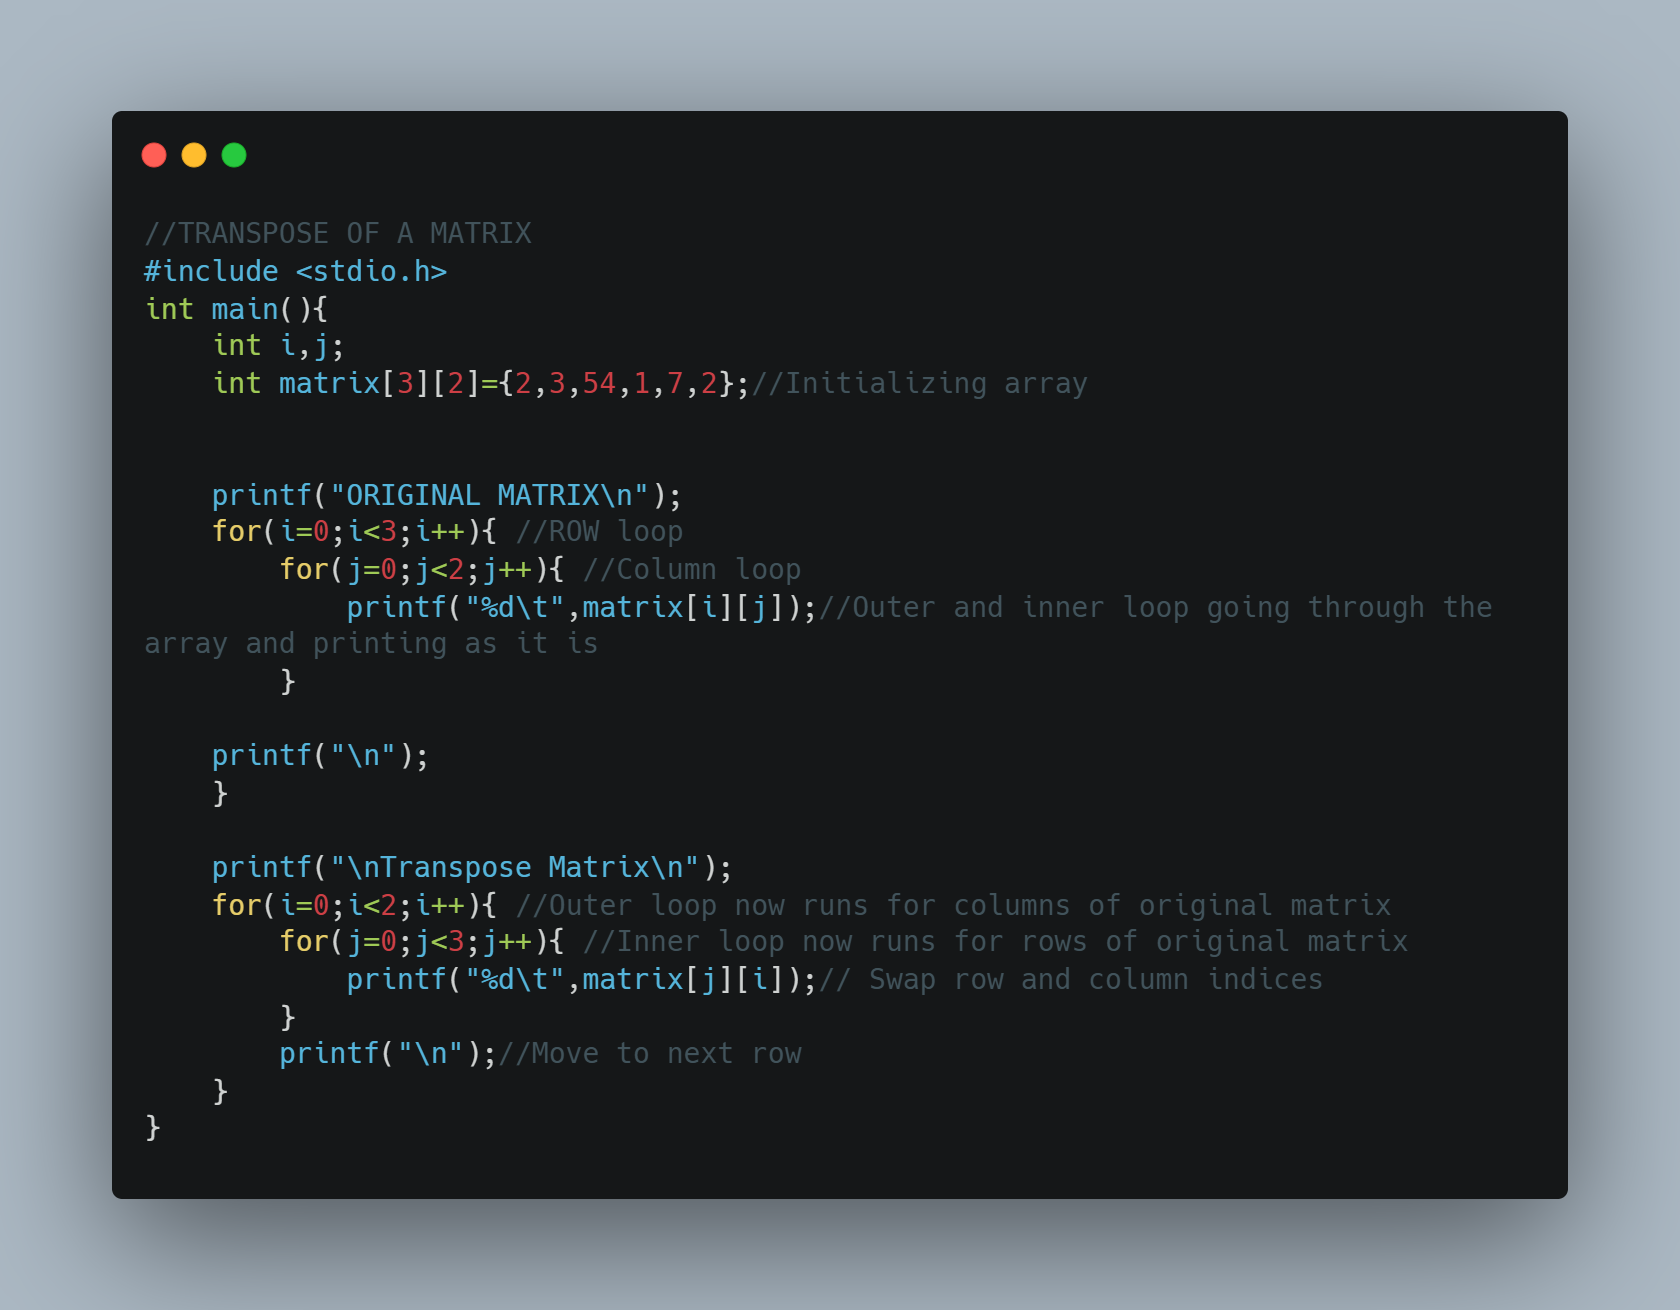 //TRANSPOSE OF A MATRIX
#include <stdio.h>
int main(){
    int i,j;
    int matrix[3][2]={2,3,54,1,7,2};//Initializing array
    printf("ORIGINAL MATRIX\n");
    for(i=0;i<3;i++){ //ROW loop
        for(j=0;j<2;j++){ //Column loop
            printf("%d\t",matrix[i][j]);//Outer and inner loop going through the
array and printing as it is
        }
    printf("\n");
    }
    printf("\nTranspose Matrix\n");
    for(i=0;i<2;i++){ //Outer loop now runs for columns of original matrix
        for(j=0;j<3;j++){ //Inner loop now runs for rows of original matrix
            printf("%d\t",matrix[j][i]);// Swap row and column indices
        }
        printf("\n");//Move to next row
    }
}